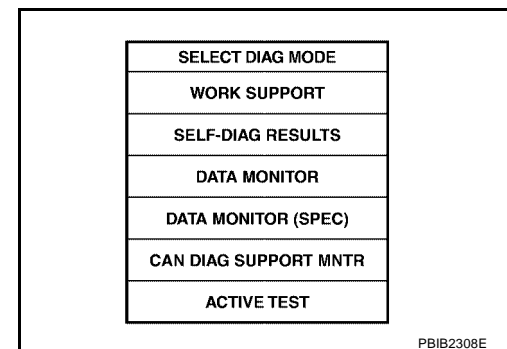 SELECT DIAG MODE
WORK SUPPORT
SELF-DIAG RESULTS
DATA MONITOR
DATA MONITOR (SPEC)
CAN DIAG SUPPORT MNTR
ACTIVE TEST
PBIB2308E